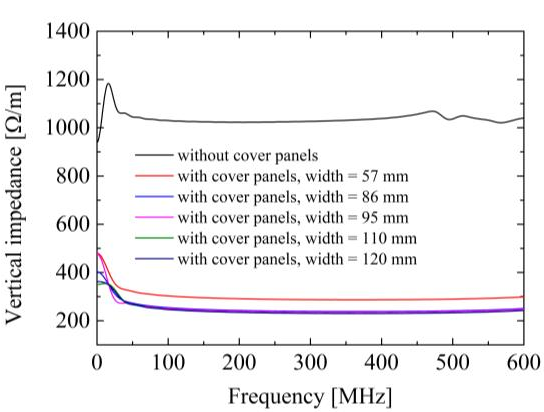 1400
1200
1000
800
600
400
200
Vertical impedance [Ω/m]
without cover panels
with cover panels, width = 57 mm
with cover panels, width = 86 mm
with cover panels, width = 95 mm
with cover panels, width = 110 mm
with cover panels, width = 120 mm
0 100 200 300 400 500 600
Frequency [MHz]